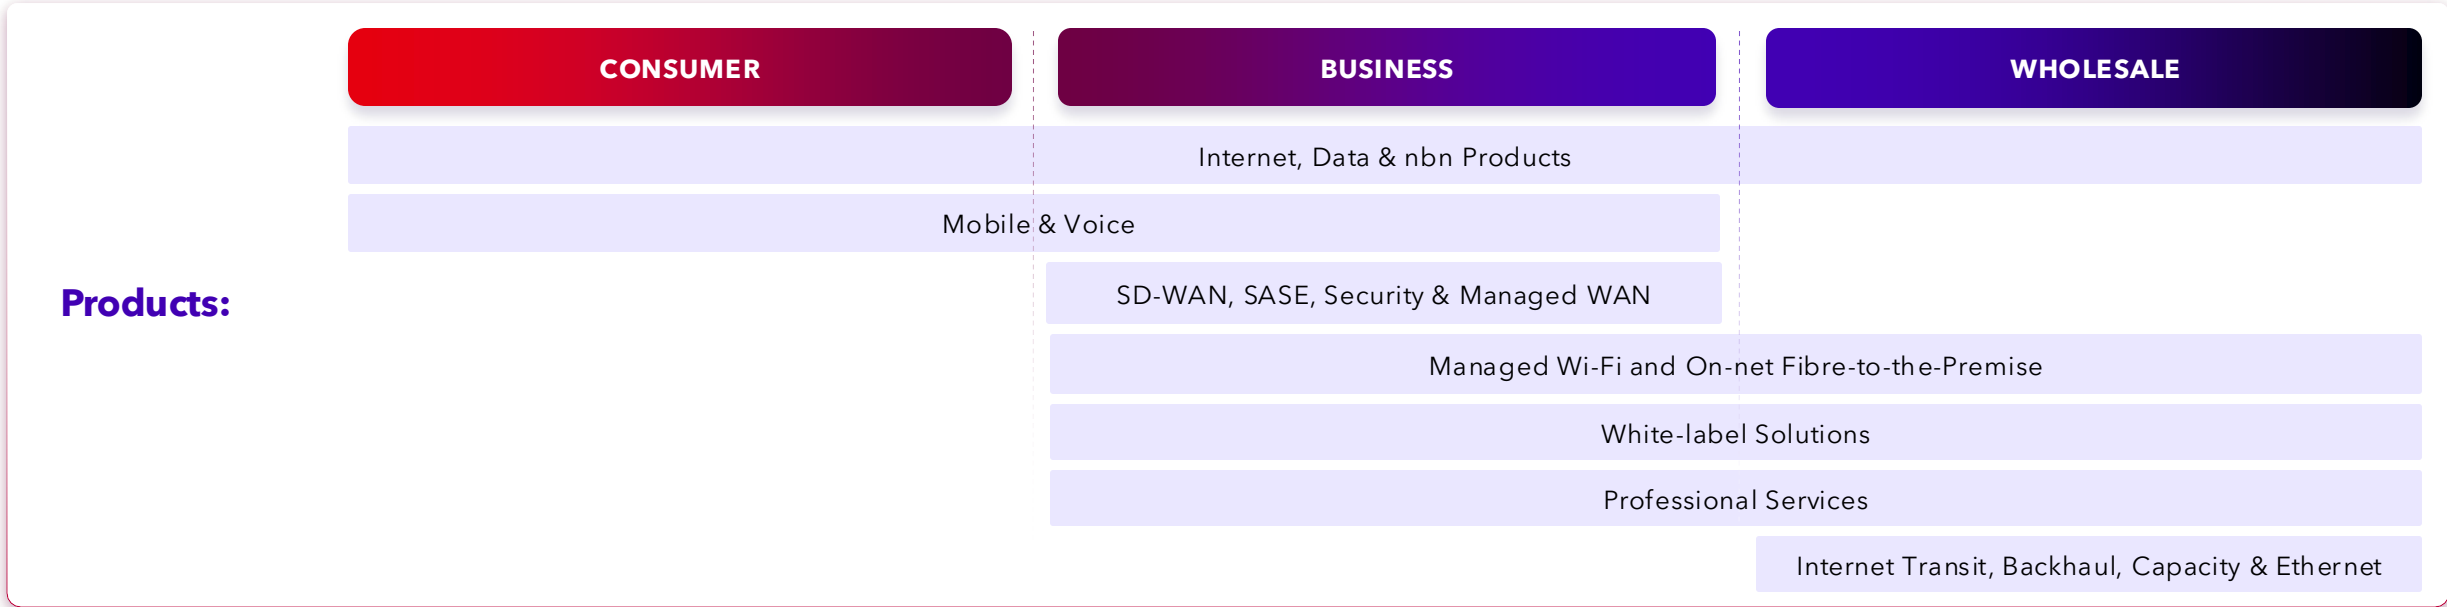 CONSUMER
BUSINESS
WHOLESALE
Internet, Data & nbn Products
Mobile & Voice
Products:
SD-WAN, SASE, Security & Managed WAN
Managed Wi-Fi and On-net Fibre-to-the-Premise
White-label Solutions
Professional Services
Internet Transit, Backhaul, Capacity & Ethernet